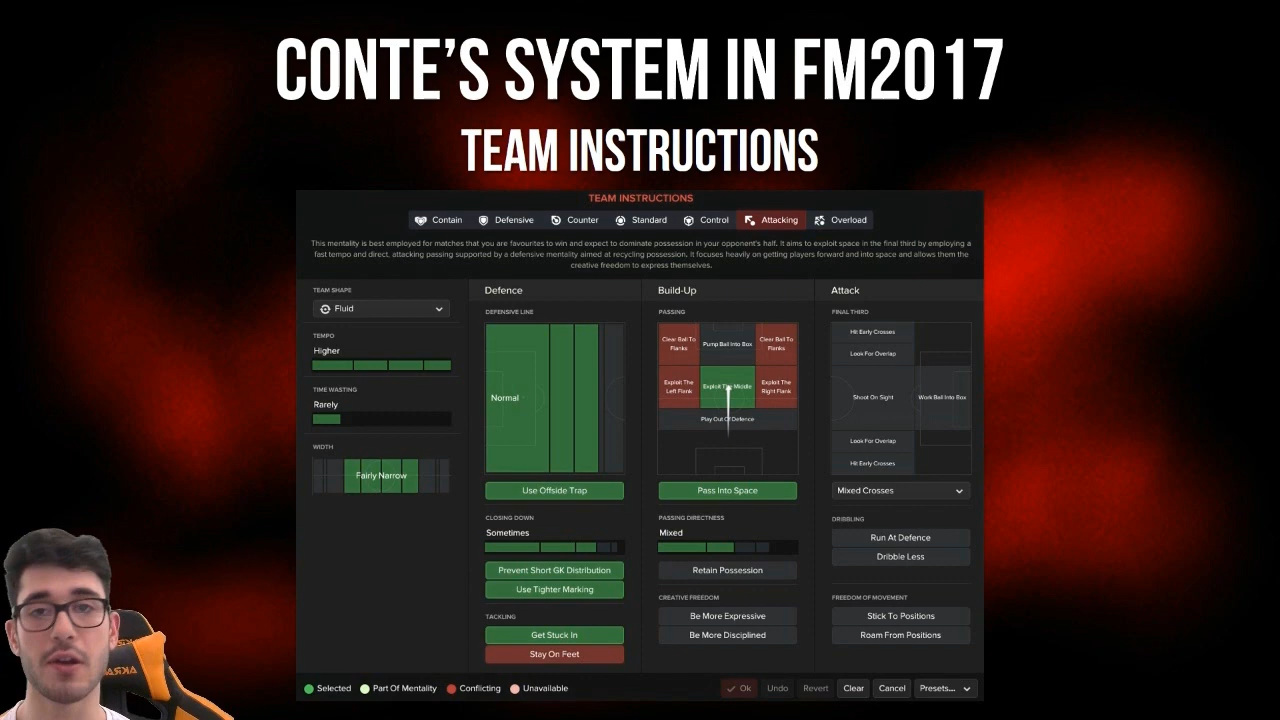 CONTE'S SYSTEM IN FM2017
TEAM INSTRUCTIONS
TEAM INSTRUCTIONS
Contain
Defensive
Counter
Standard
Control
Attacking
Overload
This mentality is best employed for matches that you are favourites to win and expect to dominate possession in your opponent's half. It aims to exploit space in the final third by employing a
fast tempo and direct, attacking passing supported by a defensive mentality aimed at recycling possession. It focuses heavily on getting players forward and into space and allows them the
creative freedom to express themselves.
TEAM SHAPE
Fluid
TEMPO
Higher
TIME WASTING
Rarely
WIDTH
Fairly Narrow
Defence
DEFENSIVE LINE
Normal
Use Offside Trap
CLOSING DOWN
Sometimes
Prevent Short GK Distribution
Use Tighter Marking
TACKLING
Get Stuck In
Stay On Feet
Build-Up
PASSING
Clear Ball To
Flanks
Pump Ball Into Box
Clear Ball To
Flanks
Exploit The
Left Flank
Exploit The Middle
Exploit The
Right Flank
Play Out Of Defence
Pass Into Space
PASSING DIRECTNESS
Mixed
Retain Possession
CREATIVE FREEDOM
Be More Expressive
Be More Disciplined
Attack
FINAL THIRD
Hit Early Crosses
Look For Overlap
Shoot On Sight
Work Ball Into Box
Look For Overlap
Hit Early Crosses
Mixed Crosses
DRIBBLING
Run At Defence
Dribble Less
FREEDOM OF MOVEMENT
Stick To Positions
Roam From Positions
Selected
Part Of Mentality
Conflicting
Unavailable
Ok
Undo
Revert
Clear
Cancel
Presets...